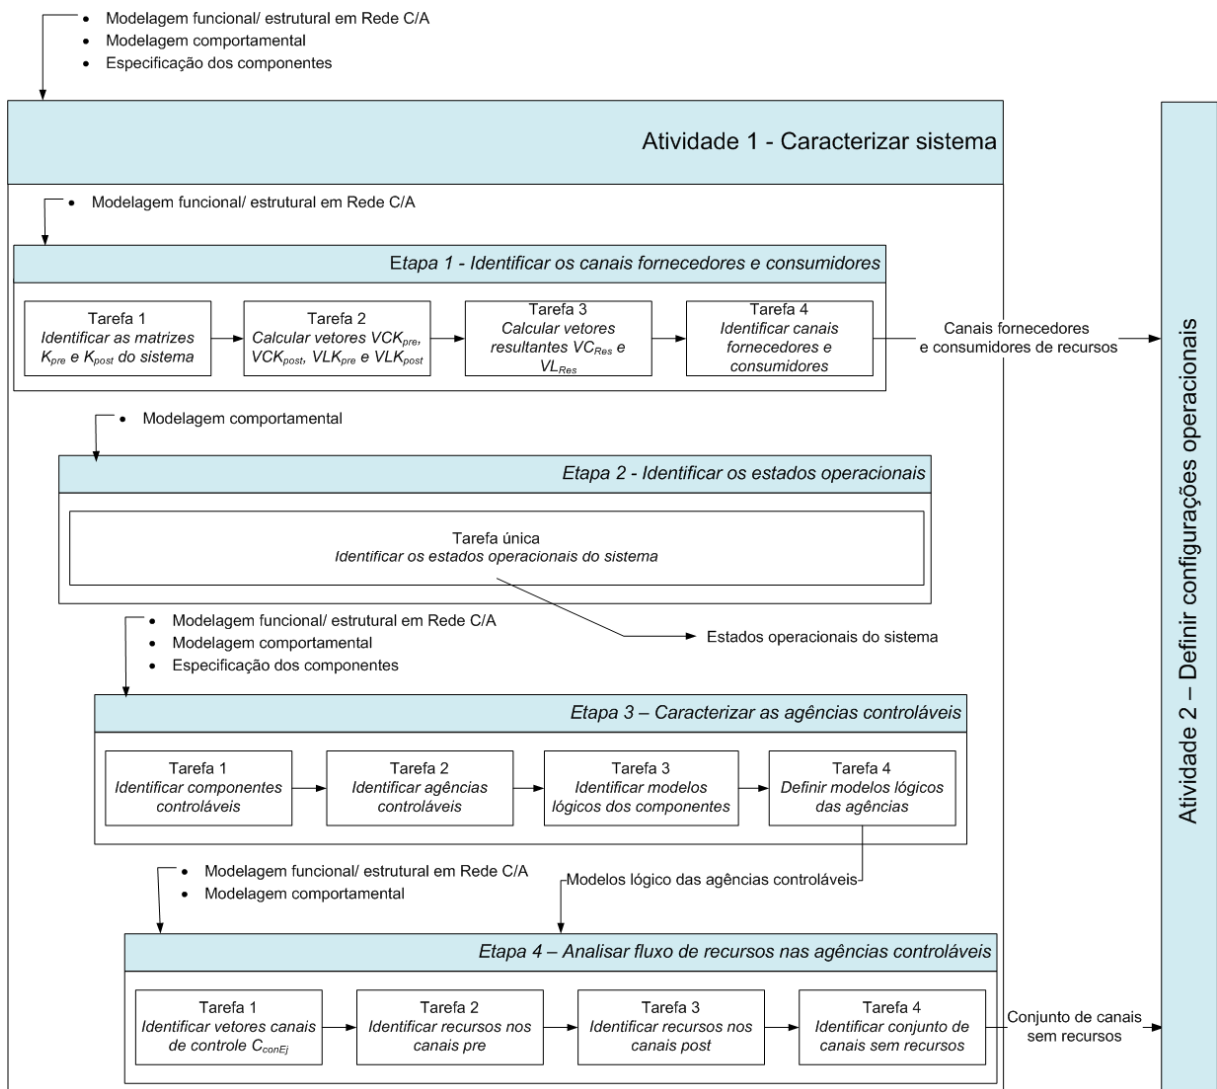 Modelagem funcional/ estrutural em Rede C/A
Modelagem comportamental
Especificação dos componentes
Atividade 1 - Caracterizar sistema
Modelagem funcional/ estrutural em Rede C/A
Etapa 1 - Identificar os canais fornecedores e consumidores
Tarefa 1
Identificar as matrizes
Kpre e Kpost do sistema
Tarefa 2
Calcular vetores VCKpre,
VCKpost, VLKpre e VLKpost
Tarefa 3
Calcular vetores
resultantes VCRes e
VLRes
Tarefa 4
Identificar canais
fornecedores e
consumidores
Canais fornecedores
e consumidores de recursos
Modelagem comportamental
Etapa 2 - Identificar os estados operacionais
Tarefa única
Identificar os estados operacionais do sistema
Estados operacionais do sistema
Modelagem funcional/ estrutural em Rede C/A
Modelagem comportamental
Especificação dos componentes
Etapa 3 – Caracterizar as agências controláveis
Tarefa 1
Identificar componentes
controláveis
Tarefa 2
Identificar agências
controláveis
Tarefa 3
Identificar modelos
lógicos dos componentes
Tarefa 4
Definir modelos lógicos
das agências
Modelagem funcional/ estrutural em Rede C/A
Modelagem comportamental
Modelos lógico das agências controláveis
Etapa 4 – Analisar fluxo de recursos nas agências controláveis
Tarefa 1
Identificar vetores canais
de controle CconEj
Tarefa 2
Identificar recursos nos
canais pre
Tarefa 3
Identificar recursos nos
canais post
Tarefa 4
Identificar conjunto de
canais sem recursos
Conjunto de canais
sem recursos
Atividade 2 – Definir configurações operacionais